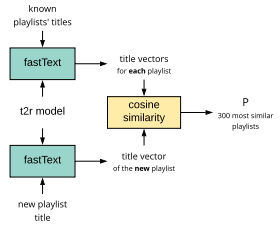 known
playlists' titles
fastText
title vectors
for each playlist
t2r model
cosine
similarity
P
300 most similar
playlists
fastText
title vector
of the new playlist
new playlist
title